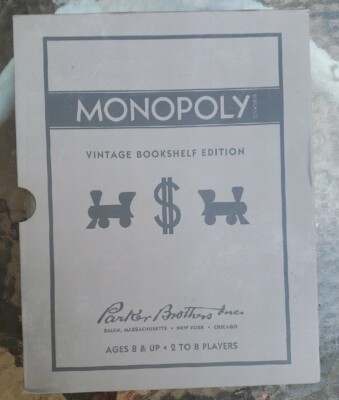 MONOPOLY
VINTAGE BOOKSHELF EDITION
$
Parker Brothers Inc.
SALEM, MASSACHUSETTS • NEW YORK • CHICAGO
AGES 8 & UP • 2 TO 8 PLAYERS